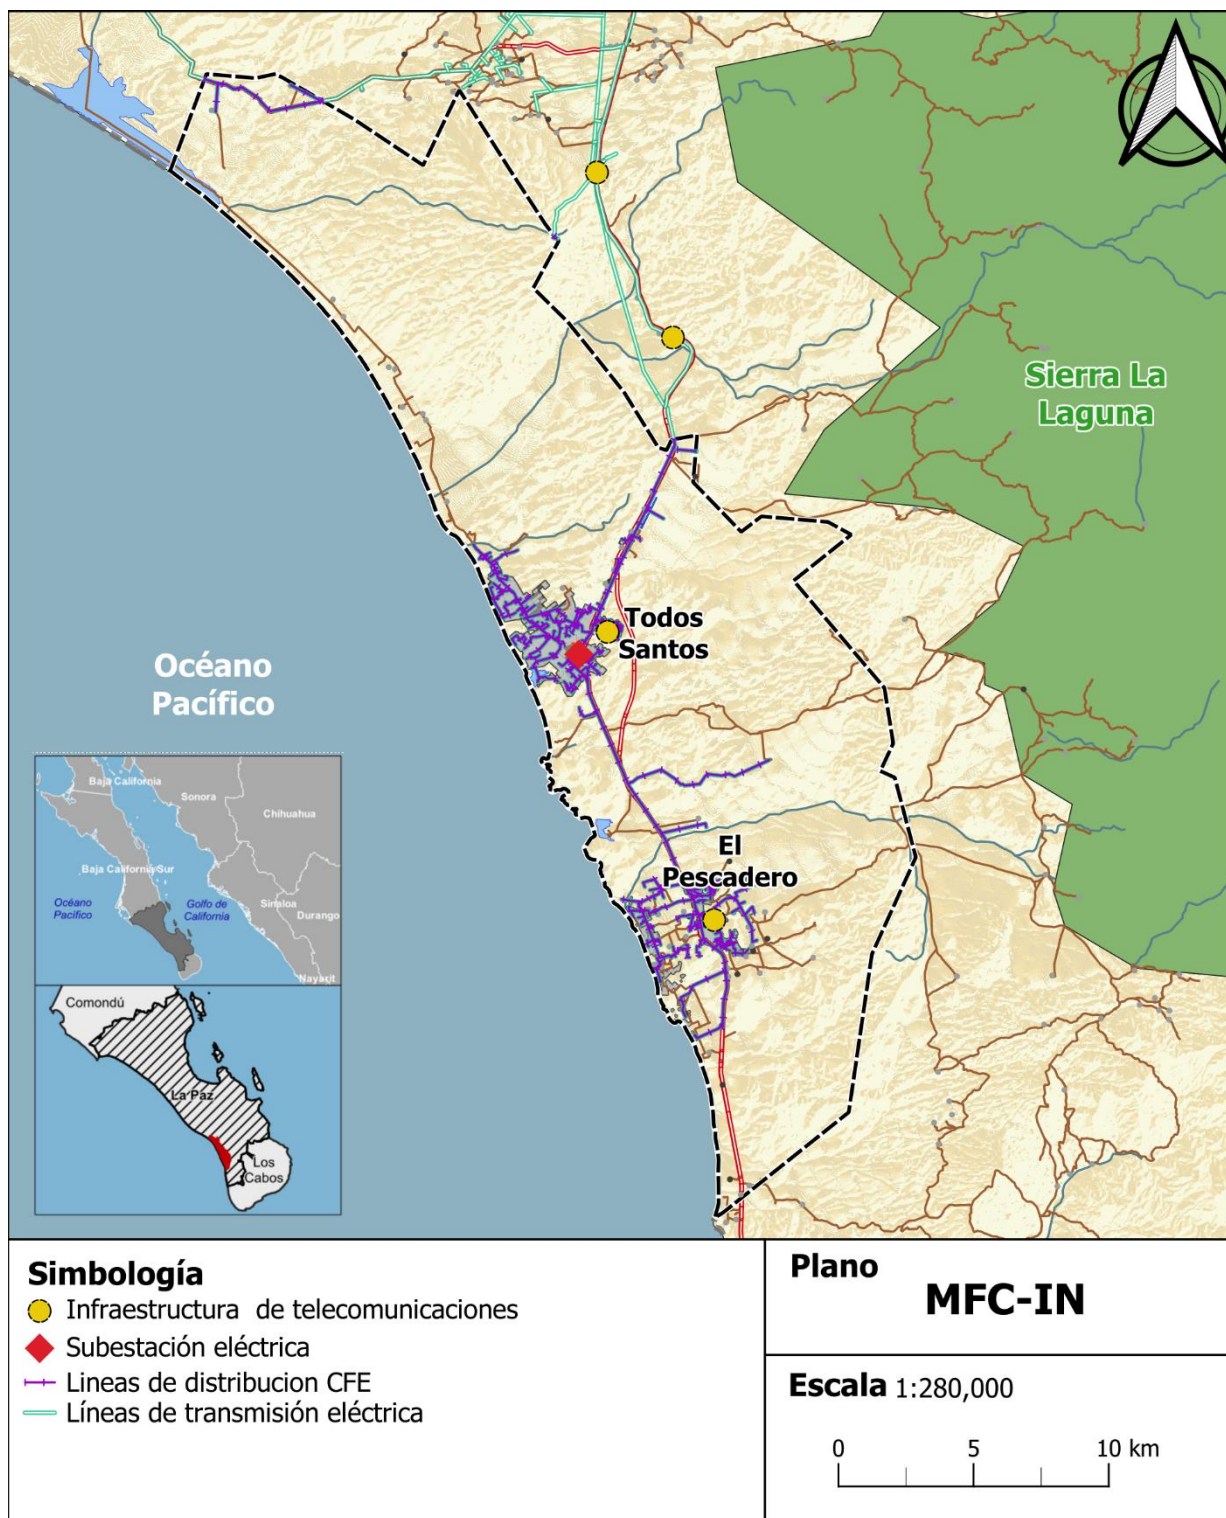 Sierra La
Laguna
Todos
Santos
Océano
Pacífico
El
Pescadero
Baja California
Sonora
Chihuahua
Baja California Sur
Océano
Pacífico
Golfo de
California
Sinaloa
Durango
Nayarit
Comondú
La Paz
Los
Cabos
Simbología
Infraestructura de telecomunicaciones
Subestación eléctrica
Lineas de distribucion CFE
Líneas de transmisión eléctrica
Plano
MFC-IN
Escala 1:280,000
0 5 10 km